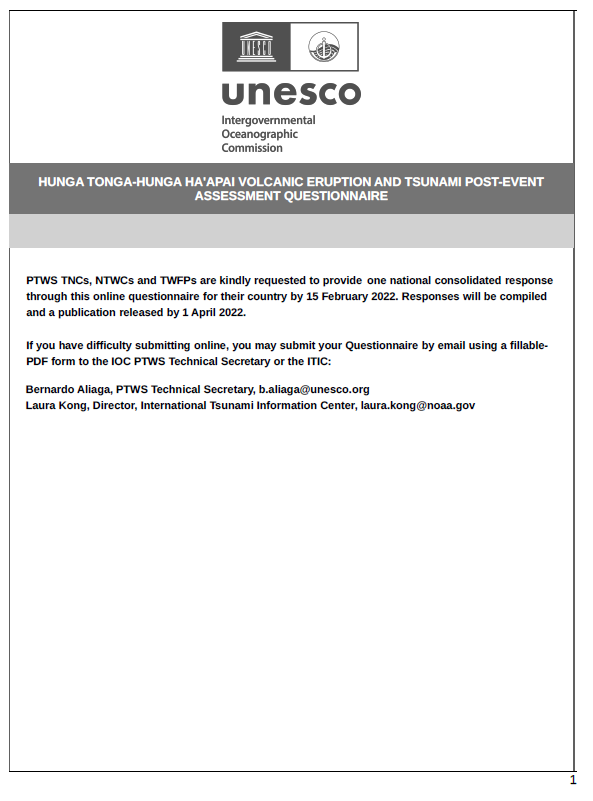 UNESCO
unesco
Intergovernmental
Oceanographic
Commission
HUNGA TONGA-HUNGA HA'APAI VOLCANIC ERUPTION AND TSUNAMI POST-EVENT
ASSESSMENT QUESTIONNAIRE
PTWS TNCs, NTWCs and TWFPs are kindly requested to provide one national consolidated response
through this online questionnaire for their country by 15 February 2022. Responses will be compiled
and a publication released by 1 April 2022.
If you have difficulty submitting online, you may submit your Questionnaire by email using a fillable-
PDF form to the IOC PTWS Technical Secretary or the ITIC:
Bernardo Aliaga, PTWS Technical Secretary, b.aliaga@unesco.org
Laura Kong, Director, International Tsunami Information Center, laura.kong@noaa.gov
1